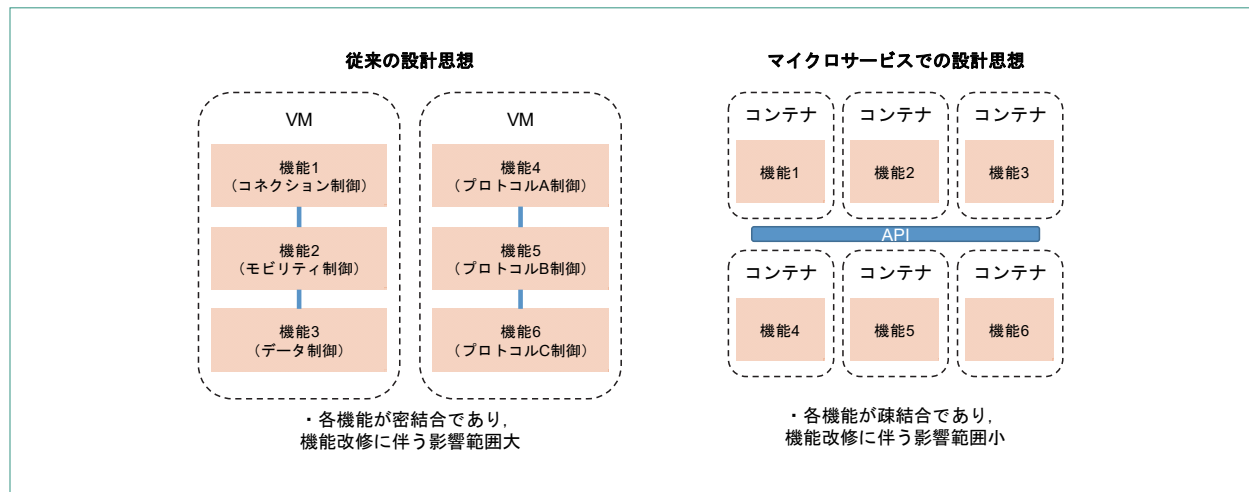 従来の設計思想
VM
機能1
（コネクション制御）
機能2
（モビリティ制御）
機能3
（データ制御）
VM
機能4
（プロトコルA制御）
機能5
（プロトコルB制御）
機能6
（プロトコルC制御）
・各機能が密結合であり，
機能改修に伴う影響範囲大
マイクロサービスでの設計思想
コンテナ
機能1
コンテナ
機能2
コンテナ
機能3
API
コンテナ
機能4
コンテナ
機能5
コンテナ
機能6
・各機能が疎結合であり，
機能改修に伴う影響範囲小